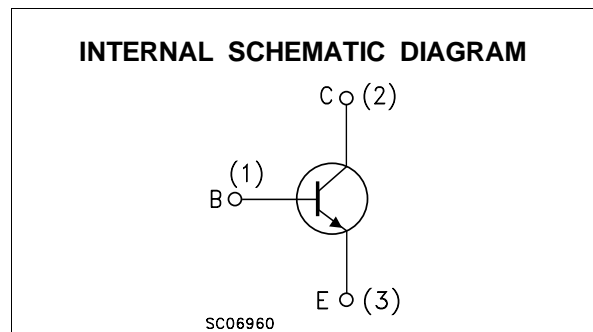 INTERNAL SCHEMATIC DIAGRAM
C (2)
(1)
B
E (3)
SC06960